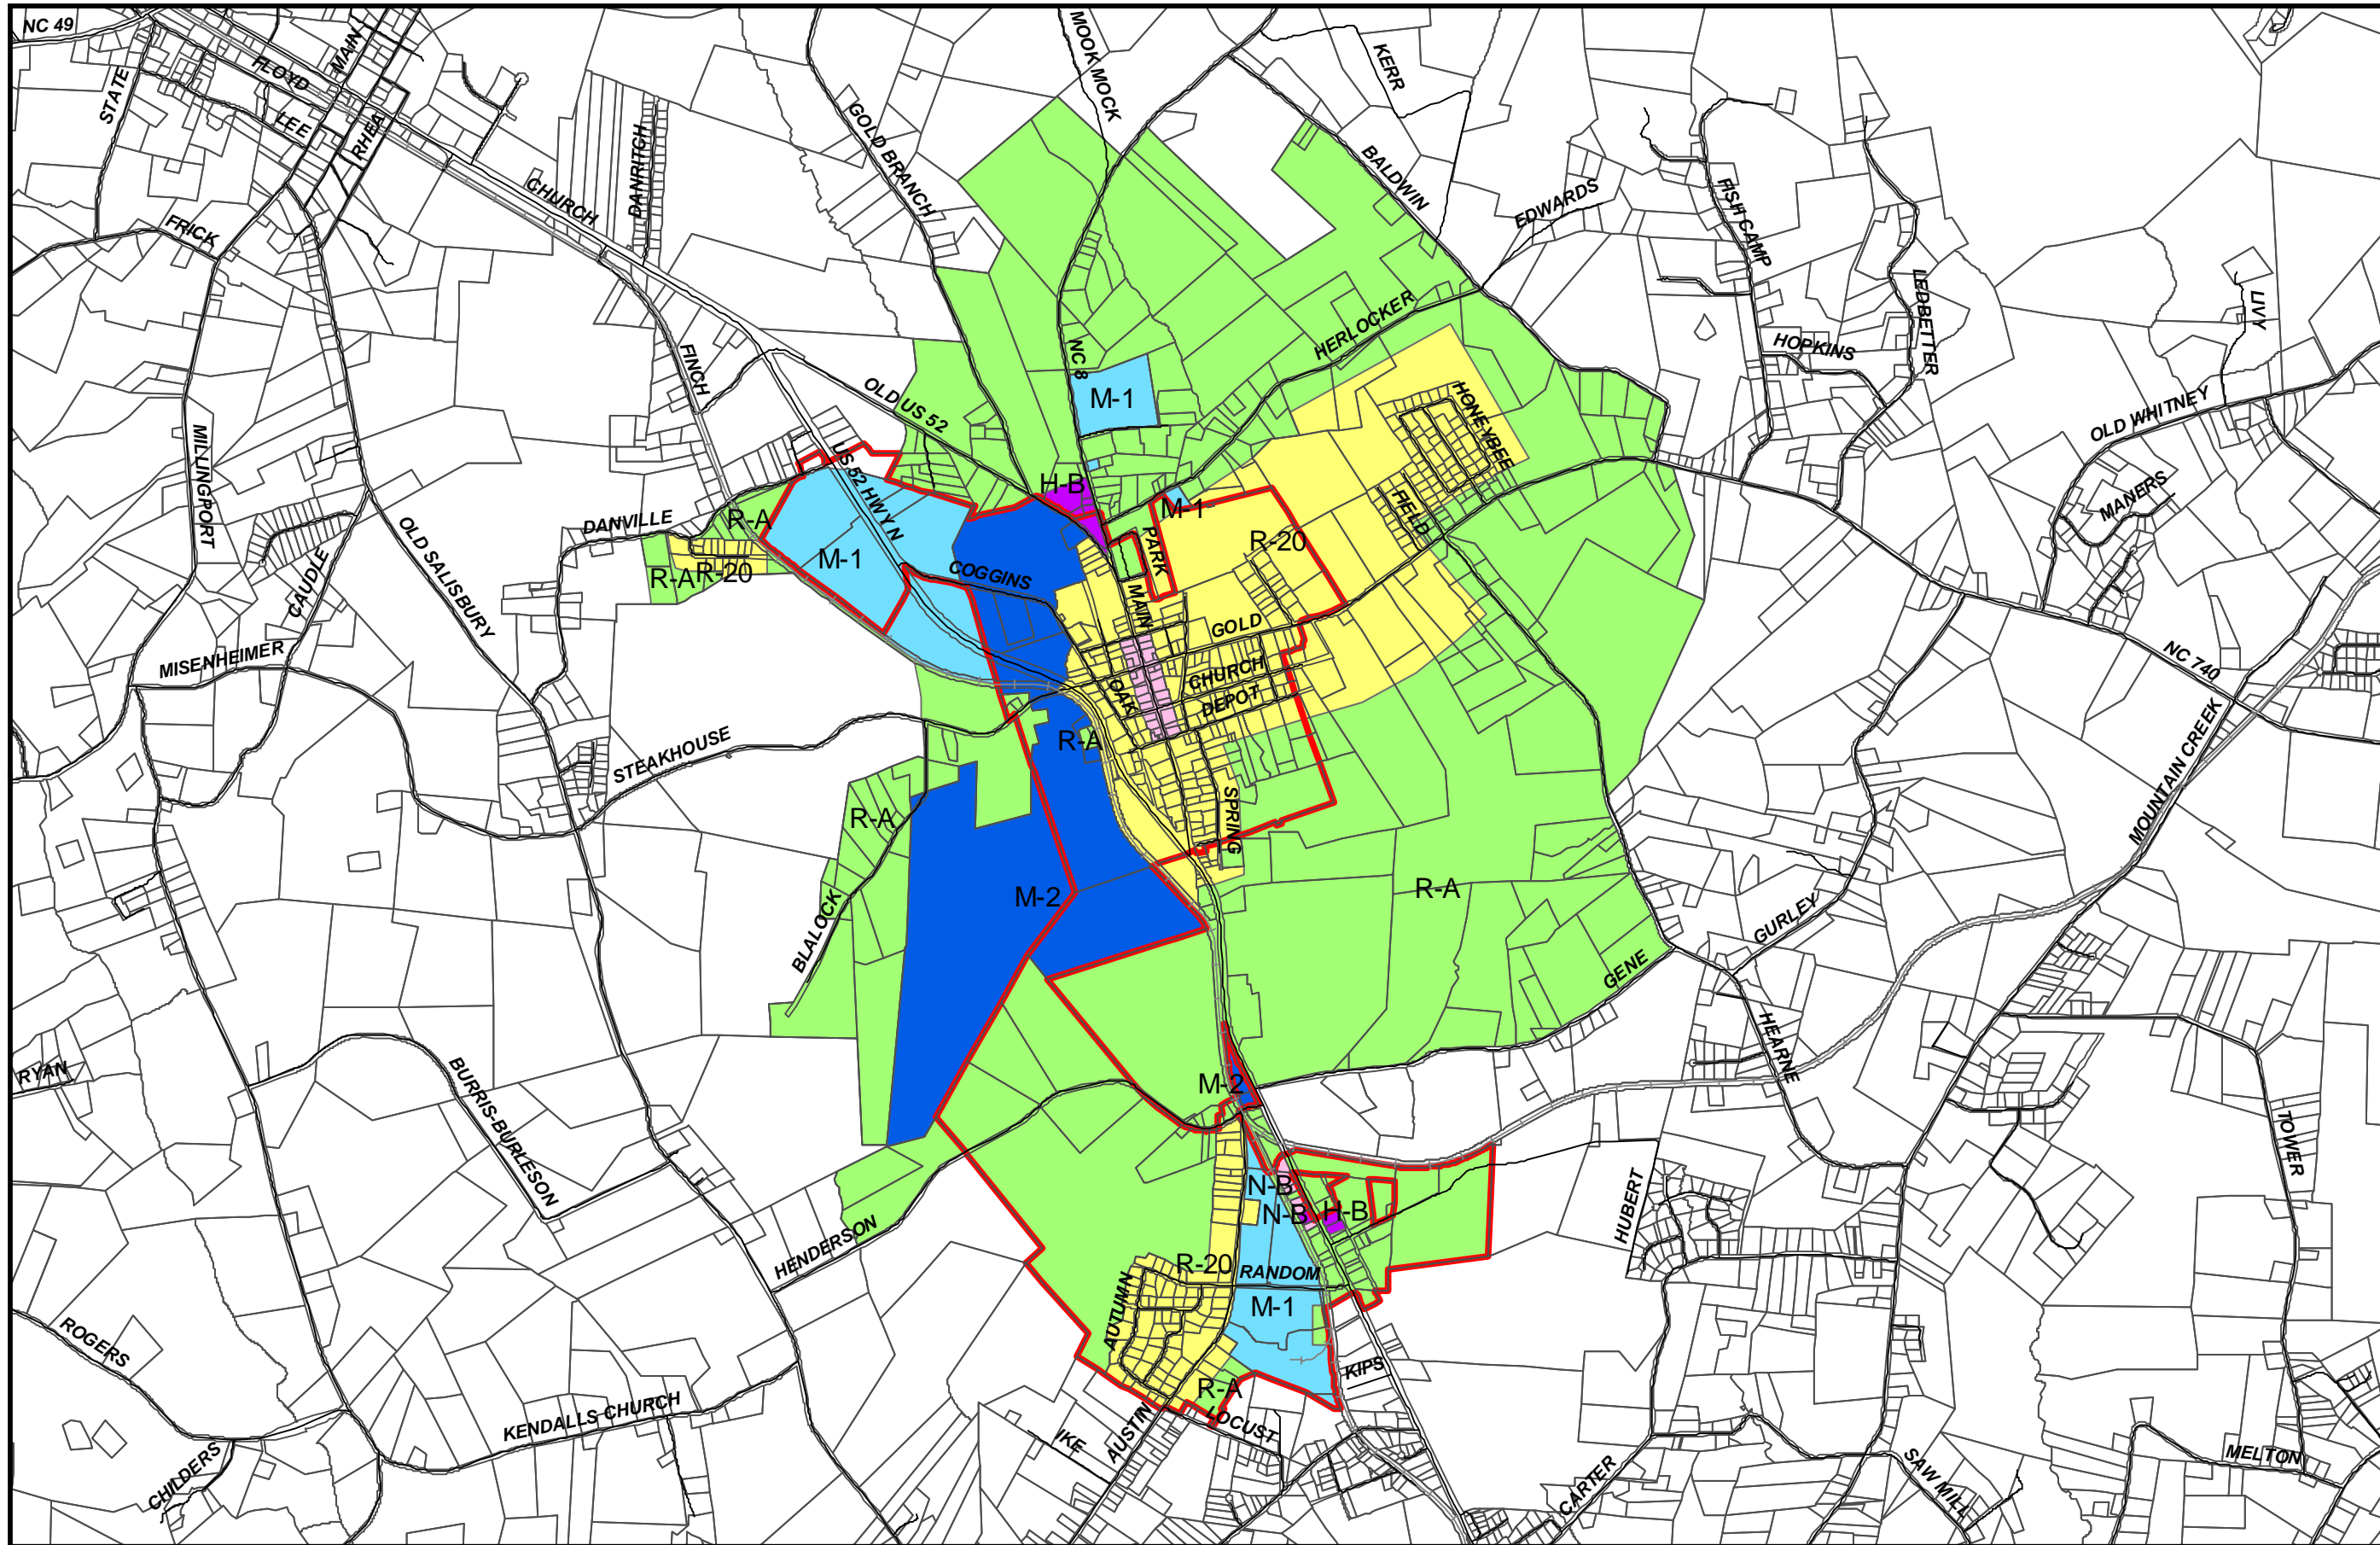 NC 49
FLOYD
MAIN
STATE
LEE
RHEA
FRICK
CHURCH
DANRITCH
GOLD BRANCH
MOOK MOCK
KERR
BALDWIN
EDWARDS
FISH CAMP
LEDBETTER
LIVY
HOPKINS
OLD WHITNEY
MANERS
FINCH
OLD US 52
NC 8
HERLOCKER
M-1
HONEYBEE
FIELD
MILLINGPORT
CAUDLE
OLD SALISBURY
DANVILLE
US 52 HWY N
H-B
M-1
PARK
R-20
R-A
R-A
R-20
M-1
COGGINS
MAIN
GOLD
CHURCH
DEPOT
OAK
MISENHEIMER
STEAKHOUSE
R-A
SPRING
NC 740
MOUNTAIN CREEK
R-A
BLALOCK
M-2
R-A
GURLEY
GENE
HEARNE
RYAN
BURRIS-BURLESON
M-2
TOWER
HENDERSON
N-B
N-B
H-B
HUBERT
R-20
RANDOM
AUTUMN
M-1
ROGERS
KIPS
R-A
KENDALLS CHURCH
LOCUST
IKE
AUSTIN
CHILDERS
CARTER
SAW MILL
MELTON